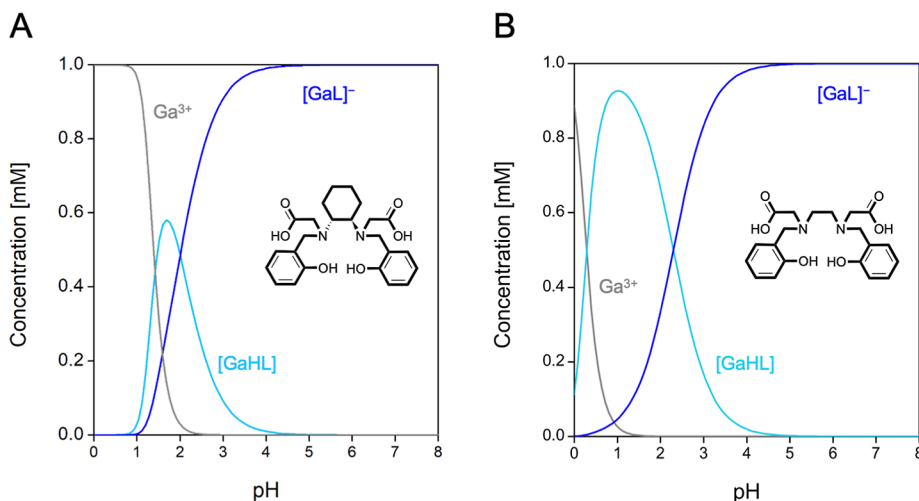 A
B
1.0
0.8
0.6
0.4
0.2
0.0
Concentration [mM]
0 1 2 3 4 5 6 7 8
pH
Ga³⁺
[GaL]⁻
[GaHL]
O
O
OH
N
N
OH
OH
HO
1.0
0.8
0.6
0.4
0.2
0.0
Concentration [mM]
0 1 2 3 4 5 6 7 8
pH
[GaL]⁻
Ga³⁺
[GaHL]
O
O
OH
N
N
OH
OH
HO